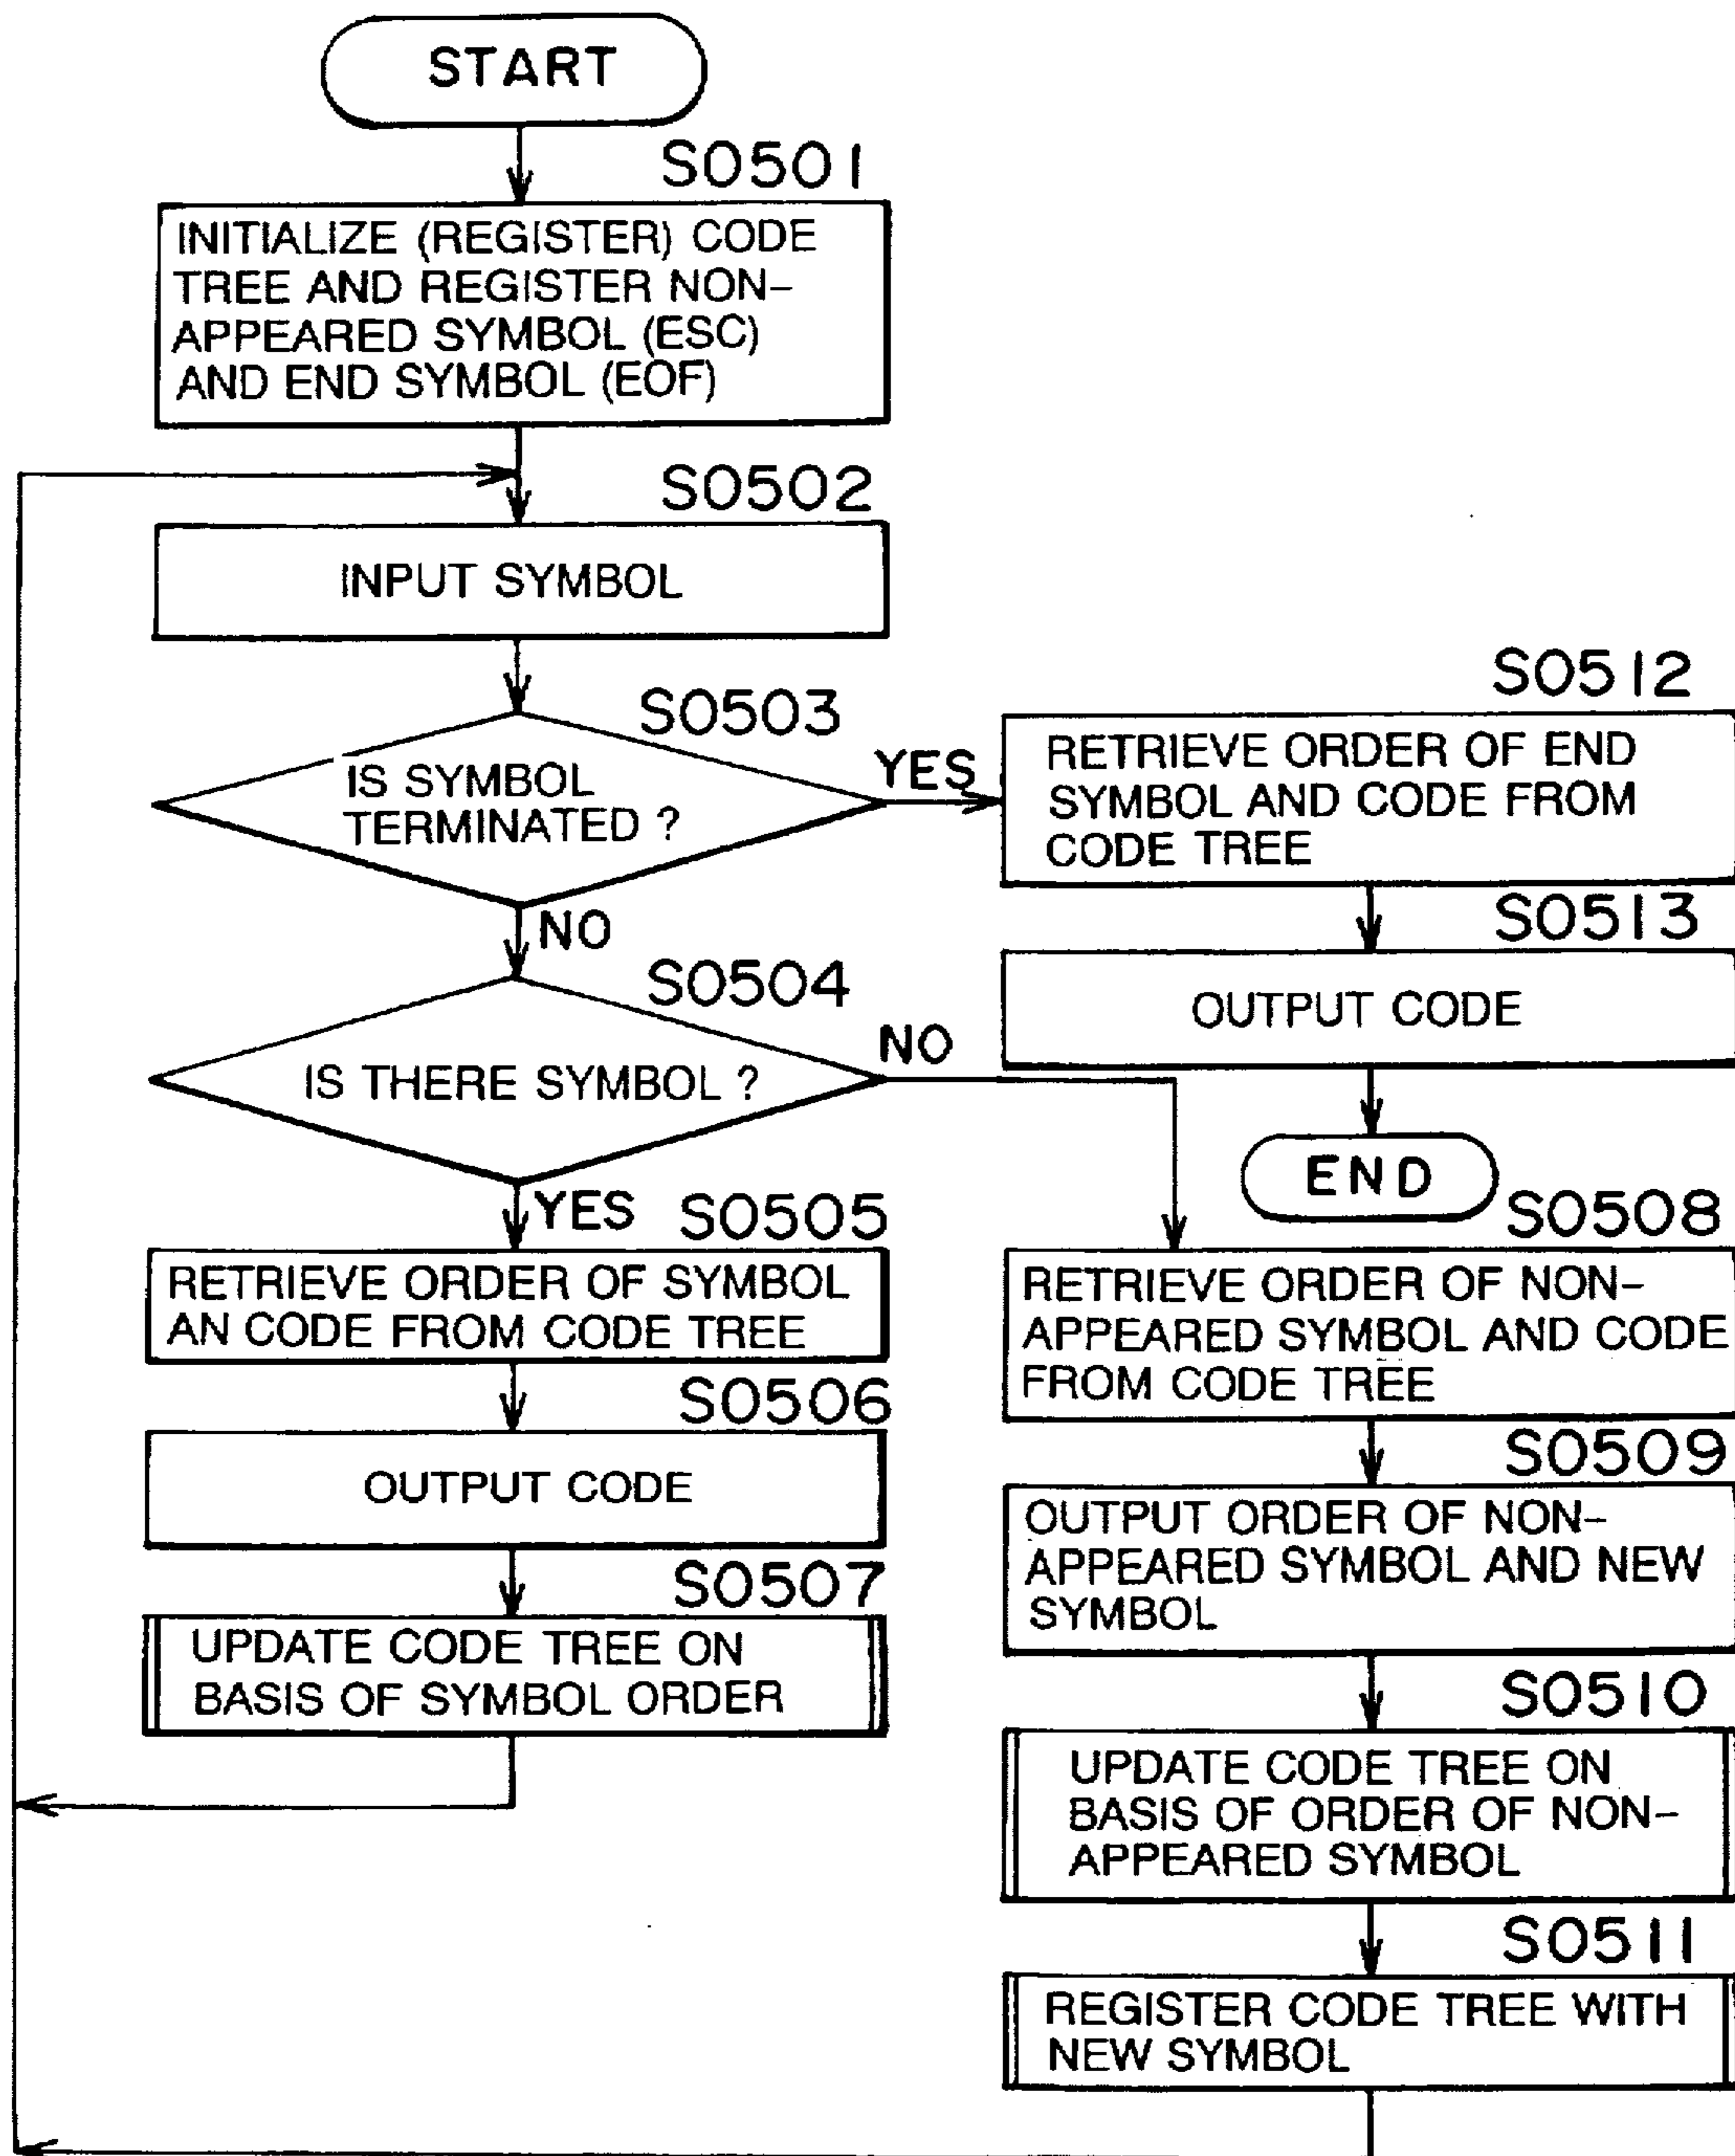 START
S0501
INITIALIZE (REGISTER) CODE
TREE AND REGISTER NON-
APPEARED SYMBOL (ESC)
AND END SYMBOL (EOF)
S0502
INPUT SYMBOL
S0503
IS SYMBOL
TERMINATED ?
YES
NO
S0512
RETRIEVE ORDER OF END
SYMBOL AND CODE FROM
CODE TREE
S0513
OUTPUT CODE
END
S0504
IS THERE SYMBOL ?
NO
YES
S0505
RETRIEVE ORDER OF SYMBOL
AN CODE FROM CODE TREE
S0506
OUTPUT CODE
S0507
UPDATE CODE TREE ON
BASIS OF SYMBOL ORDER
S0508
RETRIEVE ORDER OF NON-
APPEARED SYMBOL AND CODE
FROM CODE TREE
S0509
OUTPUT ORDER OF NON-
APPEARED SYMBOL AND NEW
SYMBOL
S0510
UPDATE CODE TREE ON
BASIS OF ORDER OF NON-
APPEARED SYMBOL
S0511
REGISTER CODE TREE WITH
NEW SYMBOL